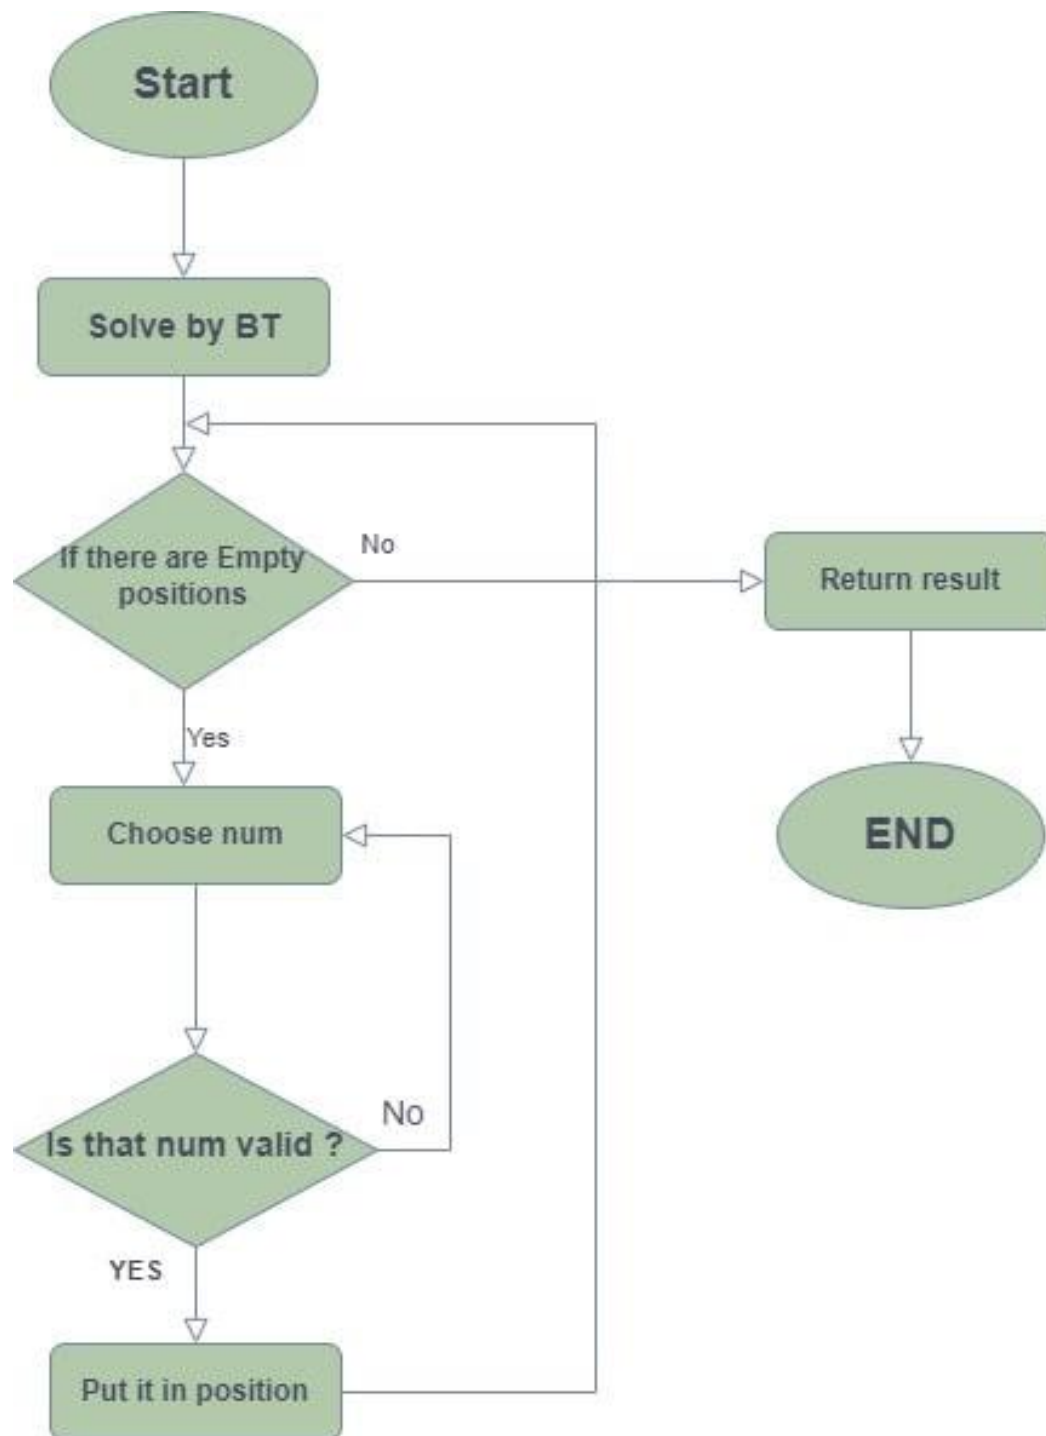 Start
Solve by BT
If there are Empty
positions
No
Return result
Yes
Choose num
END
Is that num valid ?
No
YES
Put it in position